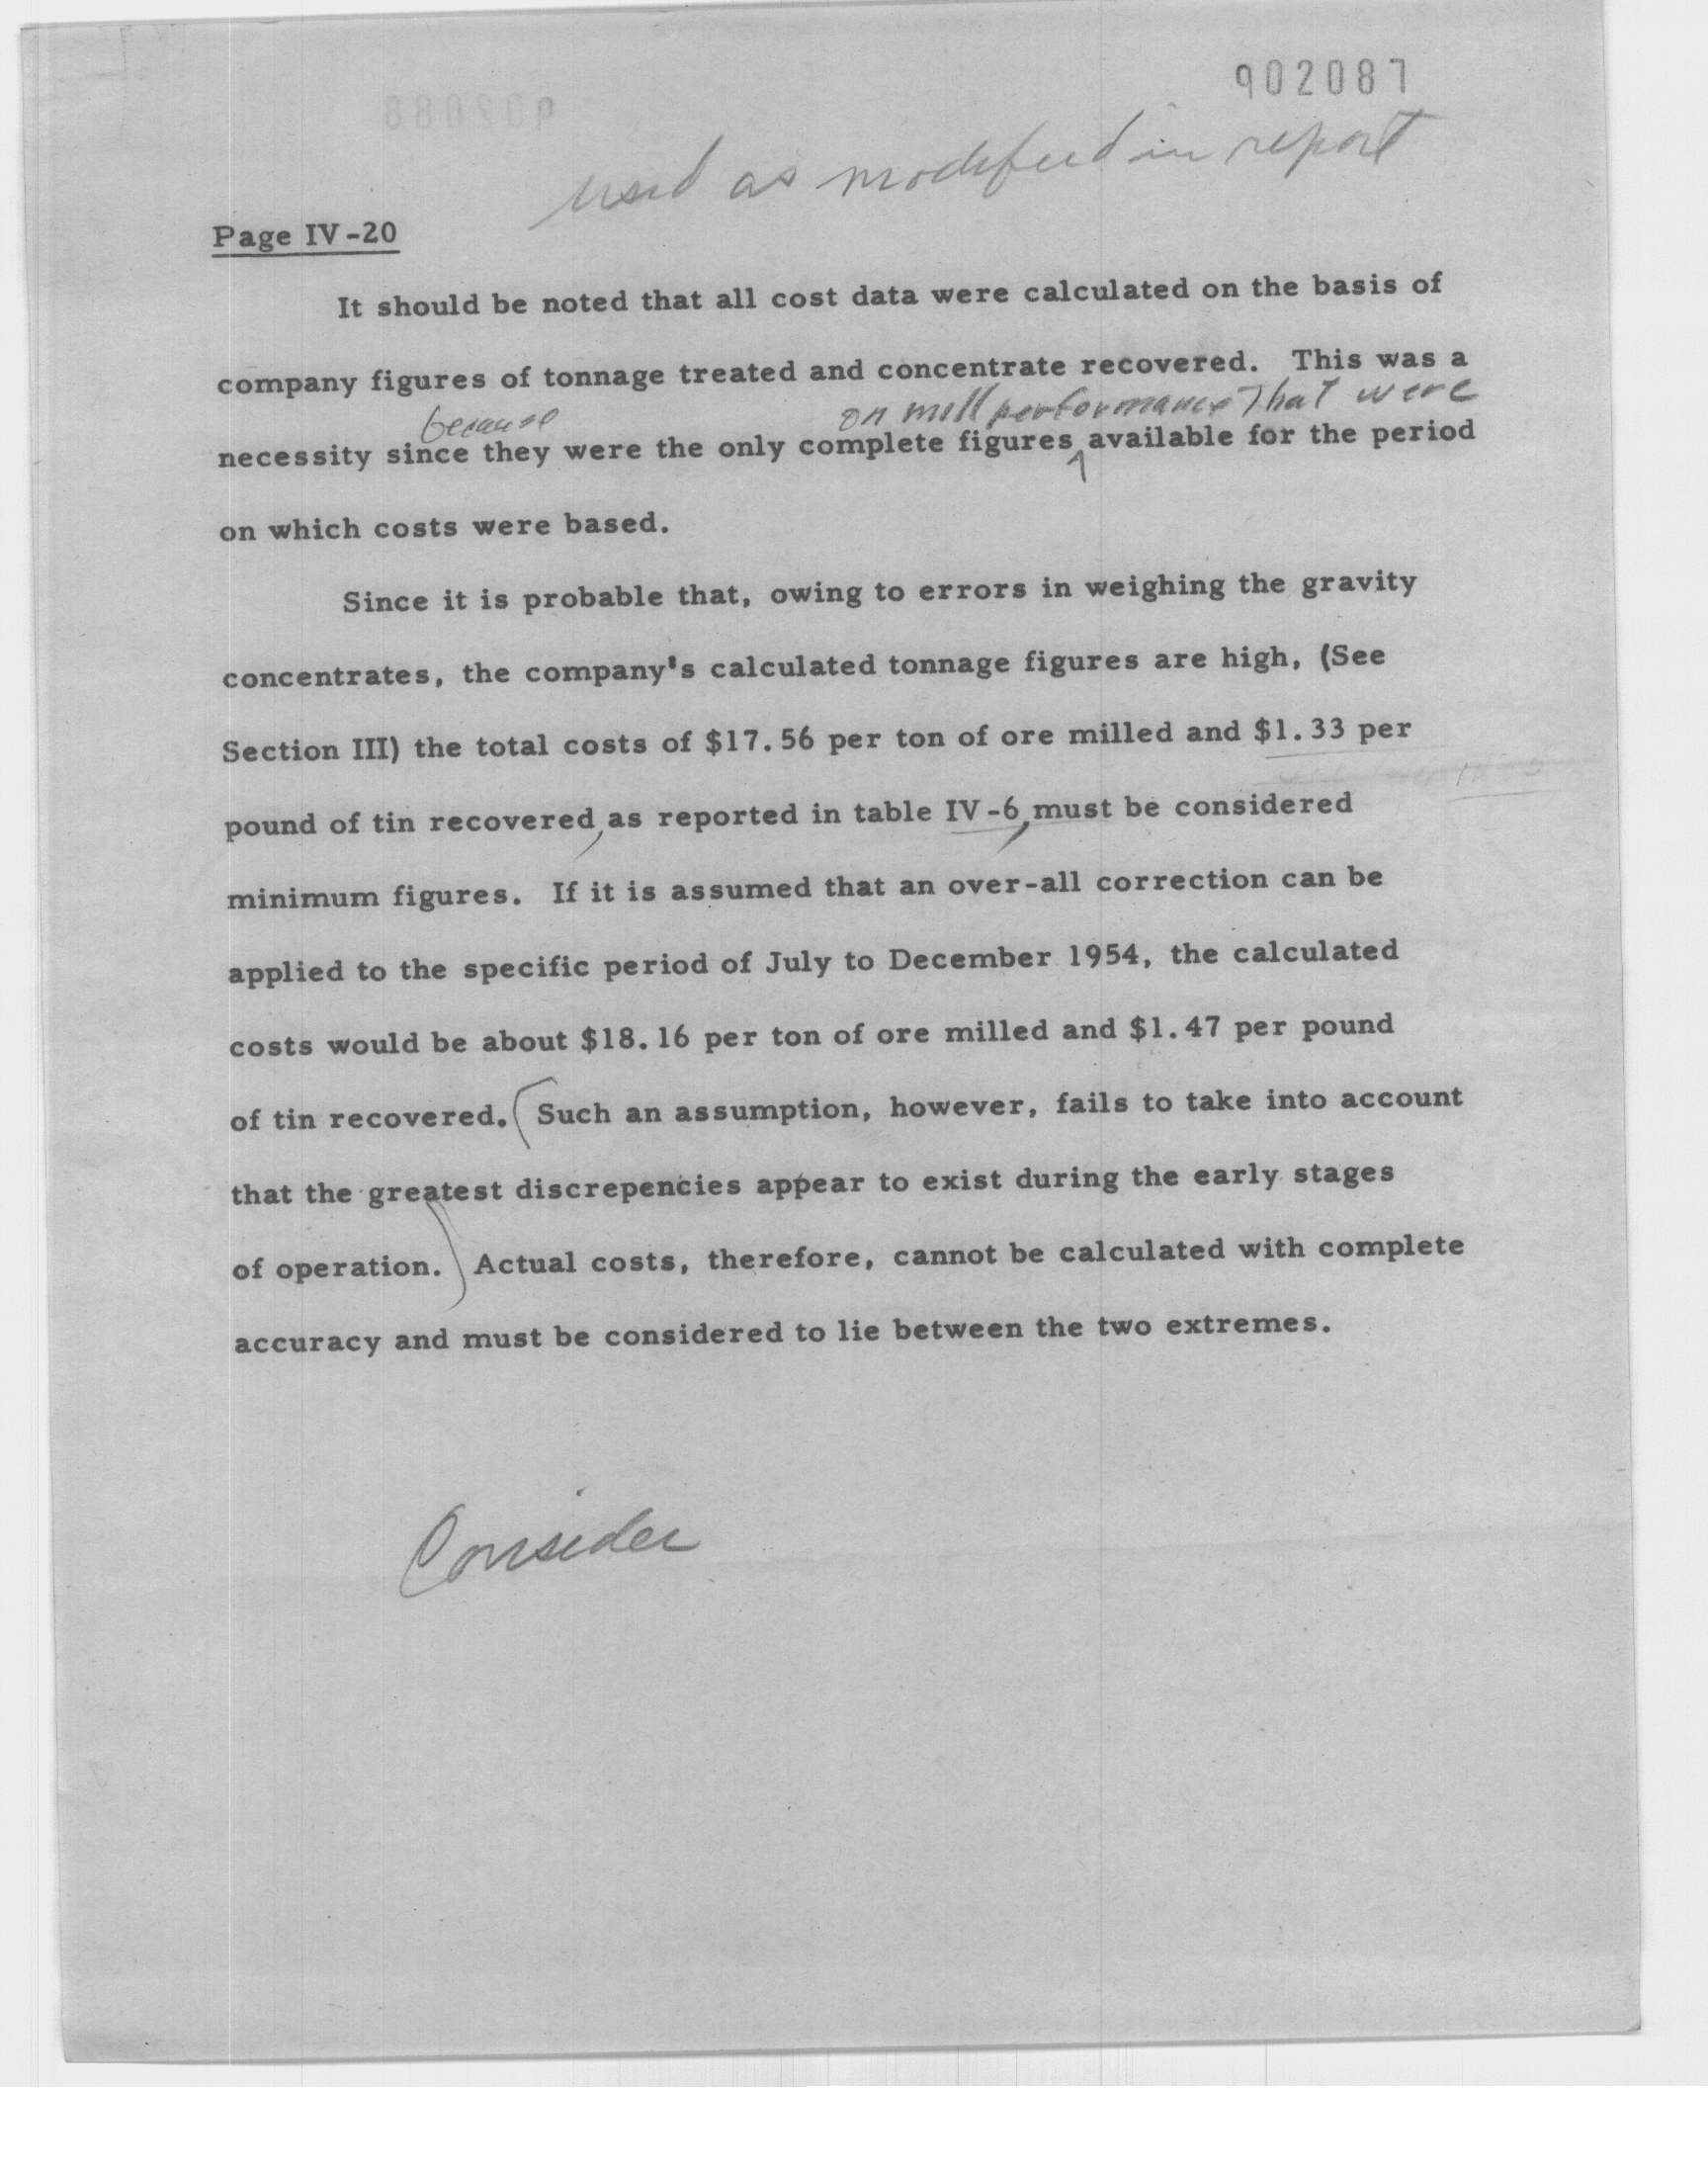 902087
used as modified in report
Page IV-20
It should be noted that all cost data were calculated on the basis of
company figures of tonnage treated and concentrate recovered. This was a
because on mill performance that were
necessity since they were the only complete figures available for the period
on which costs were based.
Since it is probable that, owing to errors in weighing the gravity
concentrates, the company's calculated tonnage figures are high, (See
Section III) the total costs of $17.56 per ton of ore milled and $1.33 per
pound of tin recovered, as reported in table IV-6, must be considered
minimum figures. If it is assumed that an over-all correction can be
applied to the specific period of July to December 1954, the calculated
costs would be about $18.16 per ton of ore milled and $1.47 per pound
of tin recovered. (Such an assumption, however, fails to take into account
that the greatest discrepencies appear to exist during the early stages
of operation.) Actual costs, therefore, cannot be calculated with complete
accuracy and must be considered to lie between the two extremes.
Consider